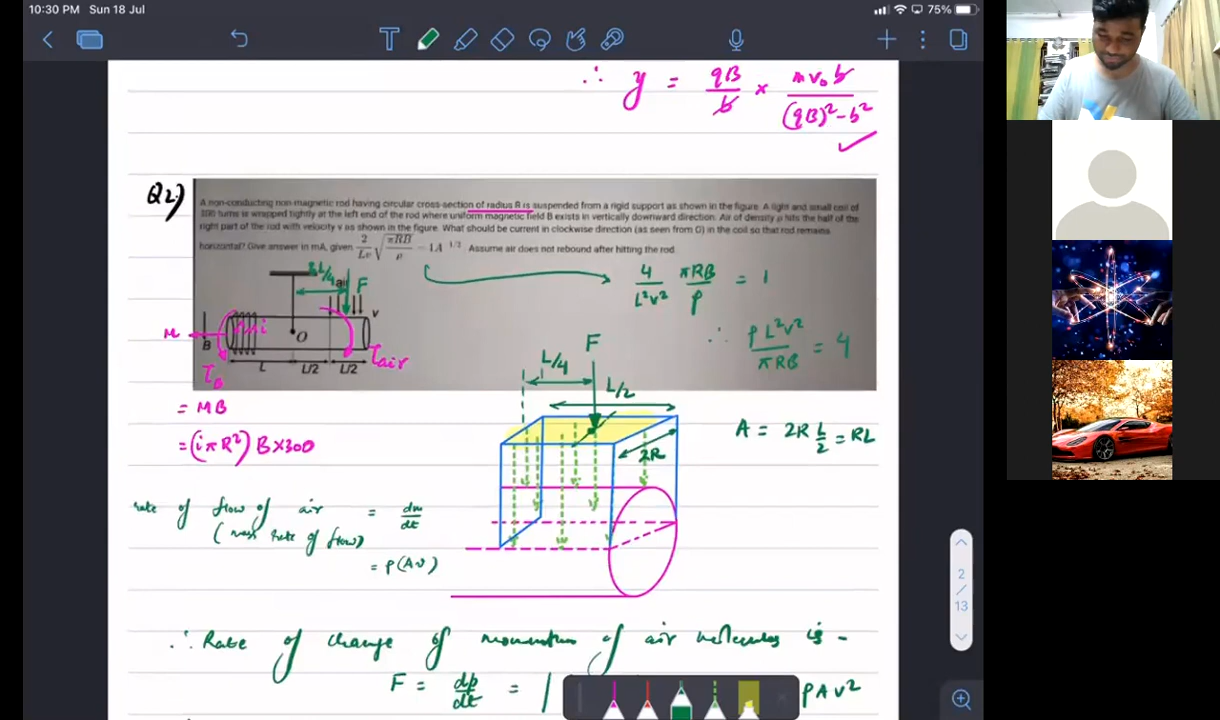 10:30 PM Sun 18 Jul
75%
∴ y = qB/b × mv₀b/((qB)²-b²)
Q2.)
A non-conducting non-magnetic rod having circular cross-section of radius R is suspended from a rigid support as shown in the figure. A light and small coil of
300 turns is wrapped tightly at the left end of the rod where uniform magnetic field B exists in vertically downward direction. Air of density ρ hits the half of the
right part of the rod with velocity v as shown in the figure. What should be current in clockwise direction (as seen from O) in the coil so that rod remains
horizontal? Give answer in mA, given 2/Lv √(πRB/ρ) = 1A^-1/2. Assume air does not rebound after hitting the rod.
4/L²v² πRB/ρ = 1
∴ ρL²v²/πRB = 4
3L/4
air
F
v
M
B
i
O
L
L/2
L/2
τair
τB
= MB
= (iπR²) B×300
F
L/4
L/2
2R
A = 2R L/2 = RL
rate of flow of air = dm/dt
(mass rate of flow)
= ρ(Av)
∴ Rate of change of momentum of air molecules is -
F = dp/dt =
ρAv²
2
/
13